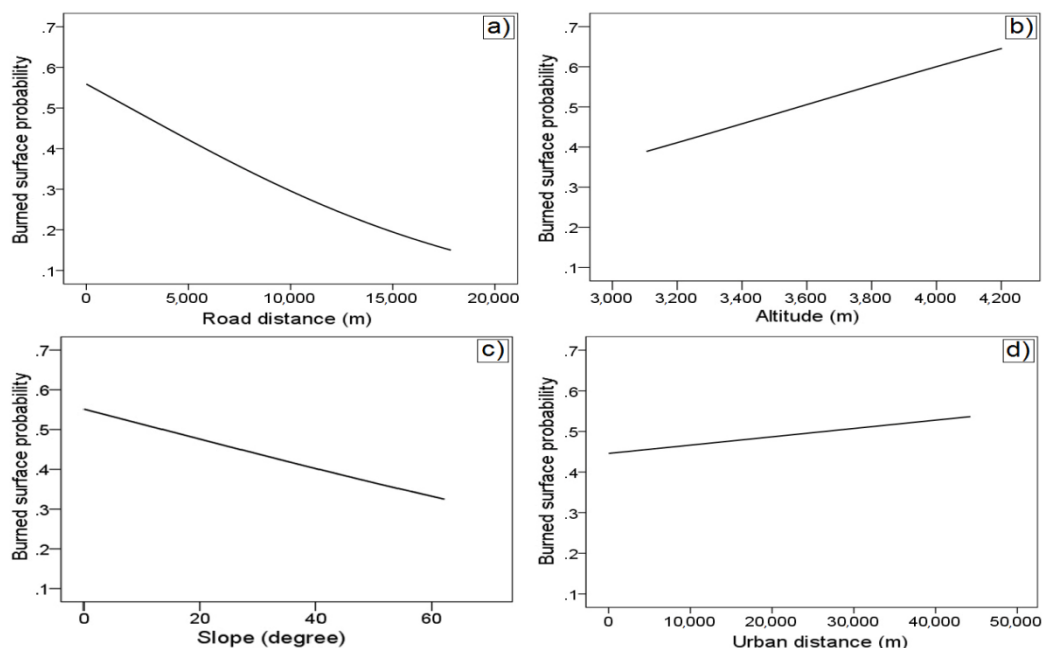 a)
.7
.6
.5
.4
.3
.2
.1
Burned surface probability
0 5,000 10,000 15,000 20,000
Road distance (m)
b)
.7
.6
.5
.4
.3
.2
.1
Burned surface probability
3,000 3,200 3,400 3,600 3,800 4,000 4,200
Altitude (m)
c)
.7
.6
.5
.4
.3
.2
.1
Burned surface probability
0 20 40 60
Slope (degree)
d)
.7
.6
.5
.4
.3
.2
.1
Burned surface probability
0 10,000 20,000 30,000 40,000 50,000
Urban distance (m)